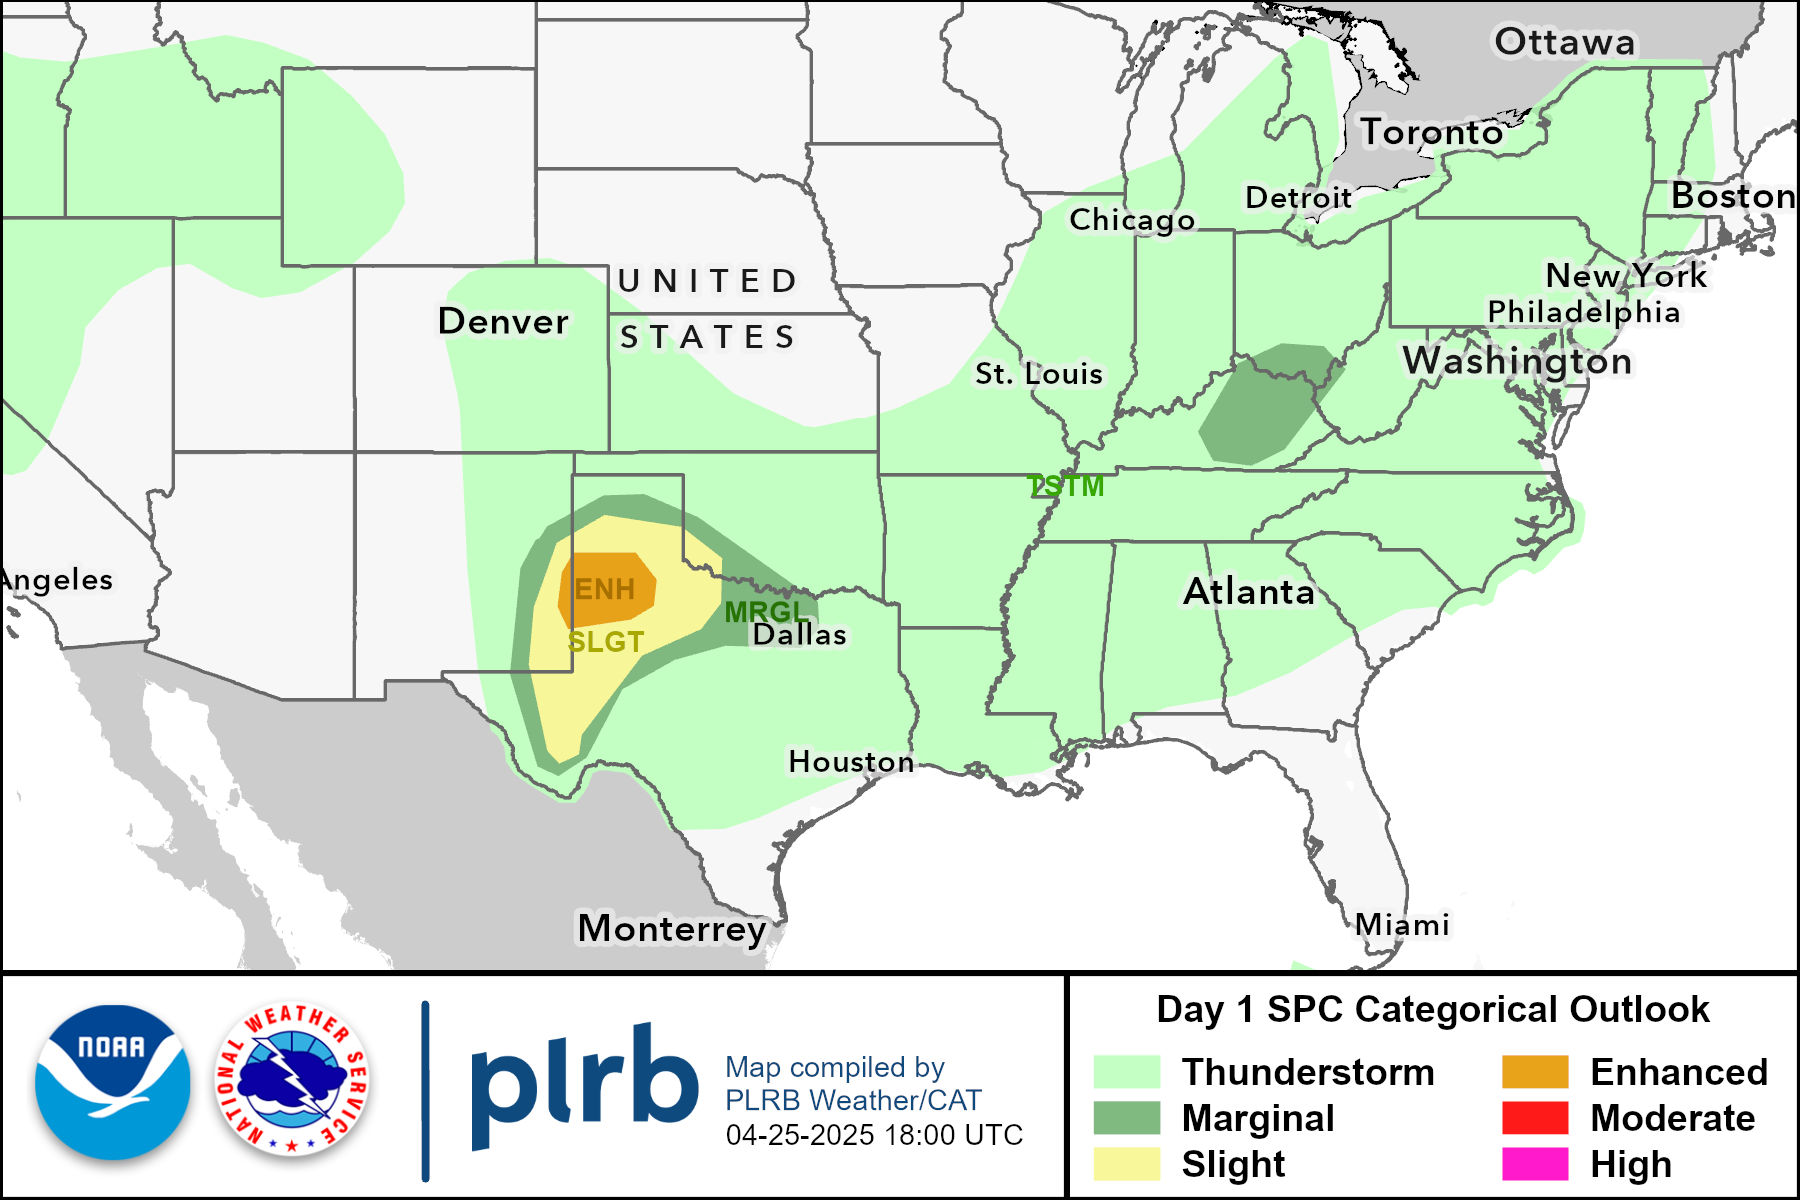 Ottawa
Toronto
Detroit
Boston
Chicago
UNITED
New York
Denver
Philadelphia
STATES
Washington
St. Louis
TSTM
Angeles
ENH
Atlanta
MRGL
Dallas
SLGT
Houston
Monterrey
Miami
NOAA
NATIONAL WEATHER SERVICE
plrb
Map compiled by
PLRB Weather/CAT
04-25-2025 18:00 UTC
Day 1 SPC Categorical Outlook
Thunderstorm
Enhanced
Marginal
Moderate
Slight
High